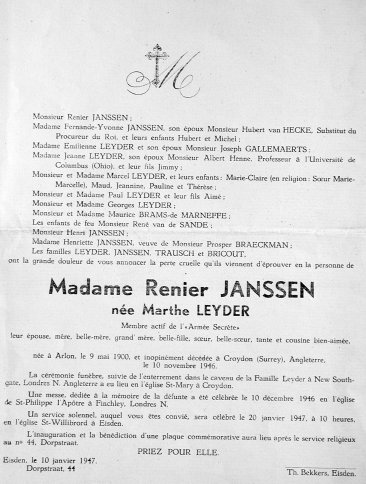 M
Monsieur Renier JANSSEN;
Madame Fernande-Yvonne JANSSEN, son époux Monsieur Hubert van HECKE, Substitut du
Procureur du Roi, et leurs enfants Hubert et Michel;
Madame Emilienne LEYDER et son époux Monsieur Joseph GALLEMAERTS;
Madame Jeanne LEYDER, son époux Monsieur Albert Henne, Professeur à l'Université de
Columbus (Ohio), et leur fils Jimmy;
Monsieur et Madame Marcel LEYDER, et leurs enfants: Marie-Claire (en religion: Sœur Marie-
Marcelle), Maud, Jeannine, Pauline et Thérèse;
Monsieur et Madame Paul LEYDER et leur fils Aimé;
Monsieur et Madame Georges LEYDER;
Monsieur et Madame Maurice BRAMS-de MARNEFFE;
Les enfants de feu Monsieur René van de SANDE;
Monsieur Henri JANSSEN;
Madame Henriette JANSSEN, veuve de Monsieur Prosper BRAECKMAN;
Les familles LEYDER, JANSSEN, TRAUSCH et BRICOUT,
ont la grande douleur de vous annoncer la perte cruelle qu'ils viennent d'éprouver en la personne de
Madame Renier JANSSEN
née Marthe LEYDER
Membre actif de l'«Armée Secrète»
leur épouse, mère, belle-mère, grand'mère, belle-fille, sœur, belle-sœur, tante et cousine bien-aimée,
née à Arlon, le 9 mai 1900, et inopinément décédée à Croydon (Surrey), Angleterre,
le 10 novembre 1946.
La cérémonie funèbre, suivie de l'enterrement dans le caveau de la Famille Leyder à New South-
gate, Londres N. Angleterre a eu lieu en l'église St-Mary à Croydon.
Une messe, dédiée à la mémoire de la défunte a été célébrée le 10 décembre 1946 en l'église
de St-Philippe l'Apôtre à Finchley, Londres N.
Un service solennel, auquel vous êtes convié, sera célébré le 20 janvier 1947, à 10 heures,
en l'église St-Willibrord à Eisden.
L'inauguration et la bénédiction d'une plaque commémorative aura lieu après le service religieux
au nº 44, Dorpstraat.
PRIEZ POUR ELLE.
Eisden, le 10 janvier 1947.
Dorpstraat, 44
Th. Bekkers, Eisden.